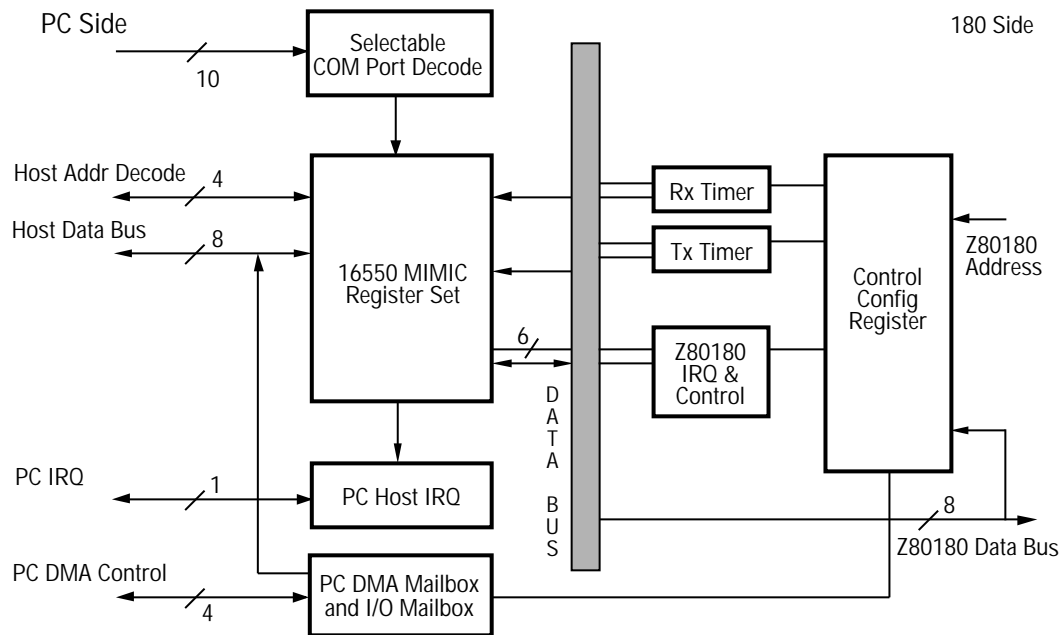 PC Side
180 Side
Selectable
COM Port Decode
10
Host Addr Decode
4
Host Data Bus
8
16550 MIMIC
Register Set
6
Rx Timer
Tx Timer
Z80180
IRQ &
Control
Control
Config
Register
Z80180
Address
DATA BUS
PC IRQ
1
PC Host IRQ
8
Z80180 Data Bus
PC DMA Control
4
PC DMA Mailbox
and I/O Mailbox